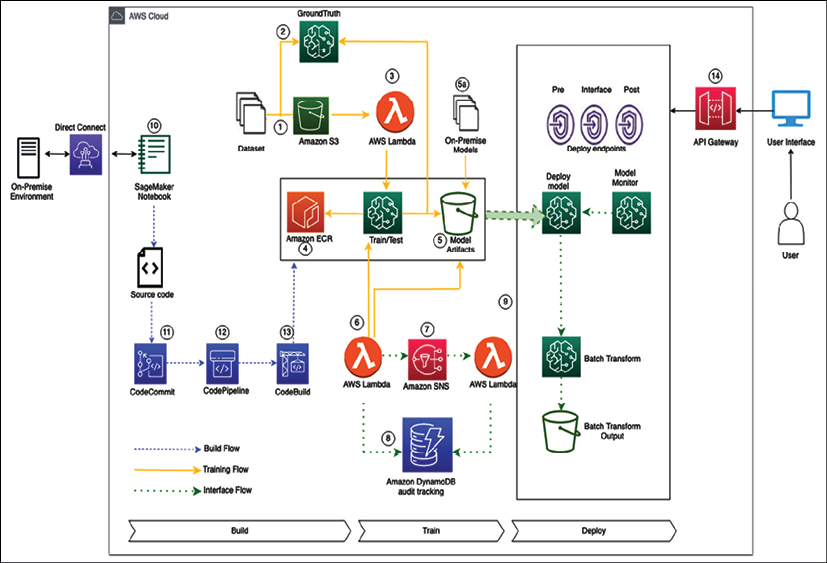 AWS Cloud
GroundTruth
2
3
5a
14
Pre
Interface
Post
10
Direct Connect
1
Dataset
Amazon S3
AWS Lambda
On-Premise
Models
Deploy endpoints
API Gateway
User Interface
On-Premise
Environment
SageMaker
Notebook
Deploy
model
Model
Monitor
Amazon ECR
4
Train/Test
5
Model
Artifacts
User
Source code
9
11
12
13
6
7
CodeCommit
CodePipeline
CodeBuild
AWS Lambda
Amazon SNS
AWS Lambda
Batch Transform
8
Batch Transform
Output
Build Flow
Training Flow
Interface Flow
Amazon DynamoDB
audit tracking
Build
Train
Deploy